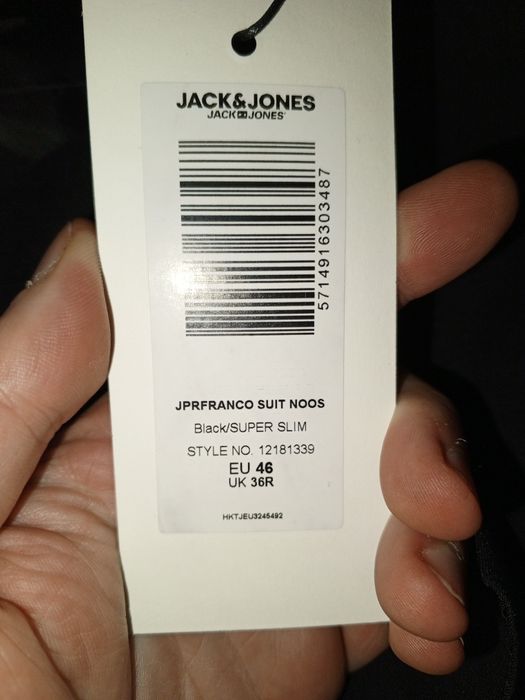 JACK&JONES
JACK & JONES
5714916303487
JPRFRANCO SUIT NOOS
Black/SUPER SLIM
STYLE NO. 12181339
EU 46
UK 36R
HKTJEU3245492